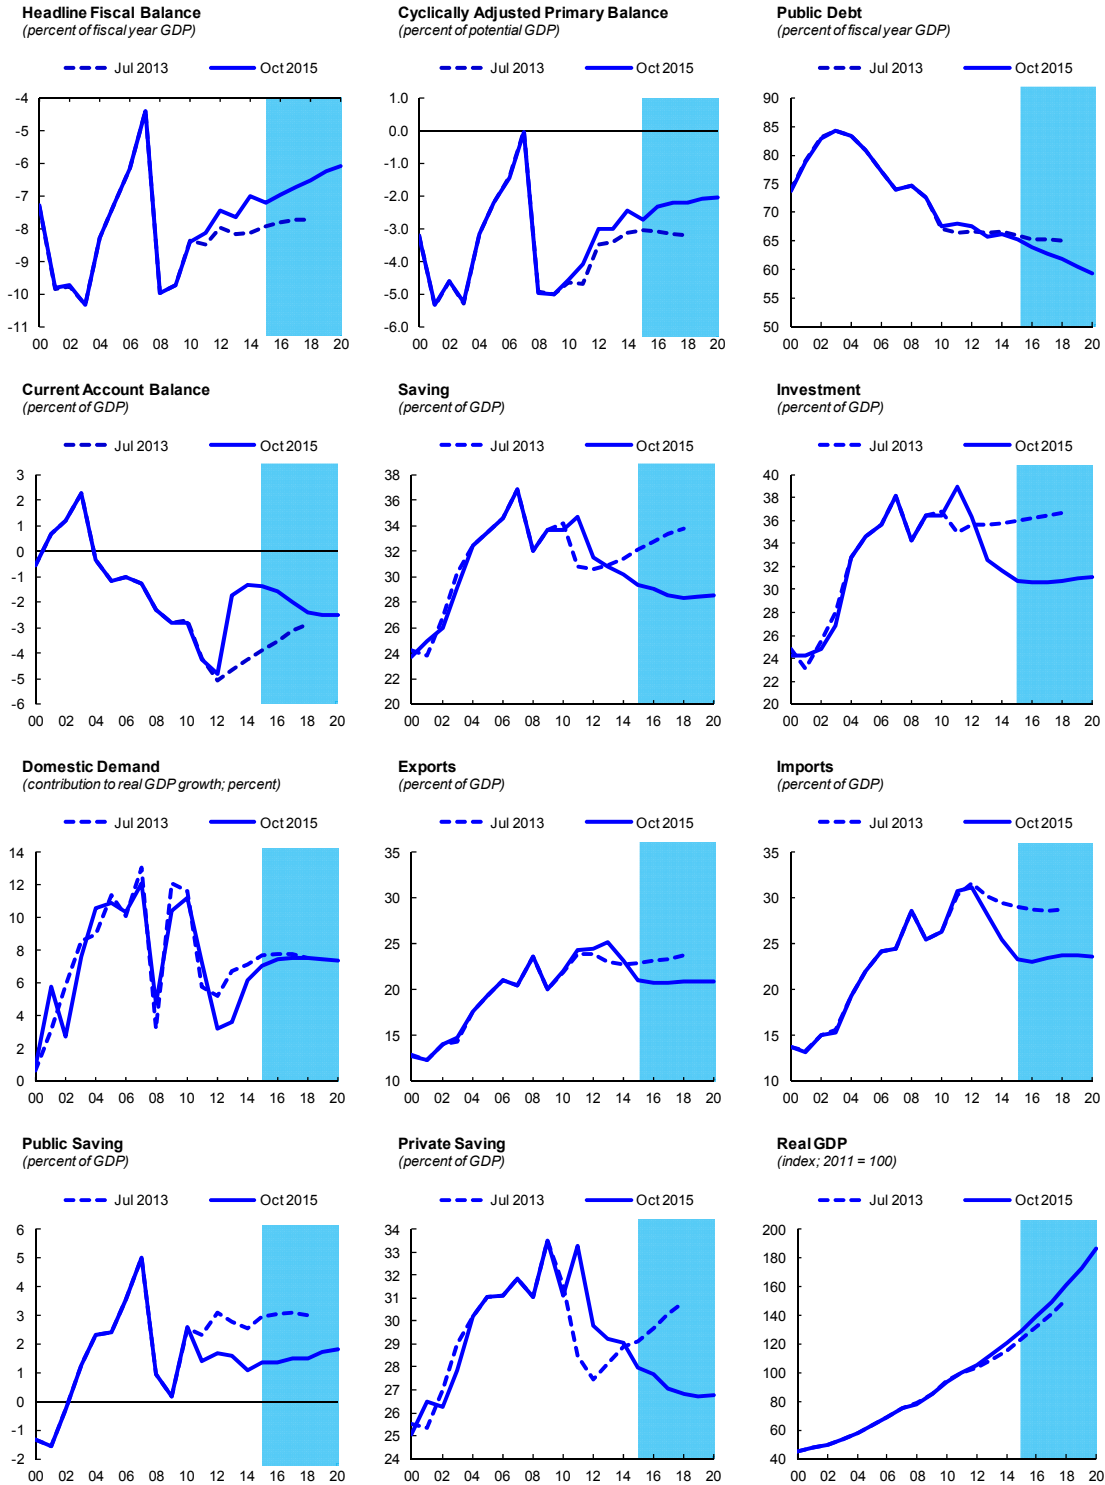 Headline Fiscal Balance
(percent of fiscal year GDP)
Jul 2013 Oct 2015
-4
-5
-6
-7
-8
-9
-10
-11
00 02 04 06 08 10 12 14 16 18 20
Cyclically Adjusted Primary Balance
(percent of potential GDP)
Jul 2013 Oct 2015
1.0
0.0
-1.0
-2.0
-3.0
-4.0
-5.0
-6.0
00 02 04 06 08 10 12 14 16 18 20
Public Debt
(percent of fiscal year GDP)
Jul 2013 Oct 2015
90
85
80
75
70
65
60
55
50
00 02 04 06 08 10 12 14 16 18 20
Current Account Balance
(percent of GDP)
Jul 2013 Oct 2015
3
2
1
0
-1
-2
-3
-4
-5
-6
00 02 04 06 08 10 12 14 16 18 20
Saving
(percent of GDP)
Jul 2013 Oct 2015
38
36
34
32
30
28
26
24
22
20
00 02 04 06 08 10 12 14 16 18 20
Investment
(percent of GDP)
Jul 2013 Oct 2015
40
38
36
34
32
30
28
26
24
22
20
00 02 04 06 08 10 12 14 16 18 20
Domestic Demand
(contribution to real GDP growth; percent)
Jul 2013 Oct 2015
14
12
10
8
6
4
2
0
00 02 04 06 08 10 12 14 16 18 20
Exports
(percent of GDP)
Jul 2013 Oct 2015
35
30
25
20
15
10
00 02 04 06 08 10 12 14 16 18 20
Imports
(percent of GDP)
Jul 2013 Oct 2015
35
30
25
20
15
10
00 02 04 06 08 10 12 14 16 18 20
Public Saving
(percent of GDP)
Jul 2013 Oct 2015
6
5
4
3
2
1
0
-1
-2
00 02 04 06 08 10 12 14 16 18 20
Private Saving
(percent of GDP)
Jul 2013 Oct 2015
34
33
32
31
30
29
28
27
26
25
24
00 02 04 06 08 10 12 14 16 18 20
Real GDP
(index; 2011 = 100)
Jul 2013 Oct 2015
200
180
160
140
120
100
80
60
40
00 02 04 06 08 10 12 14 16 18 20